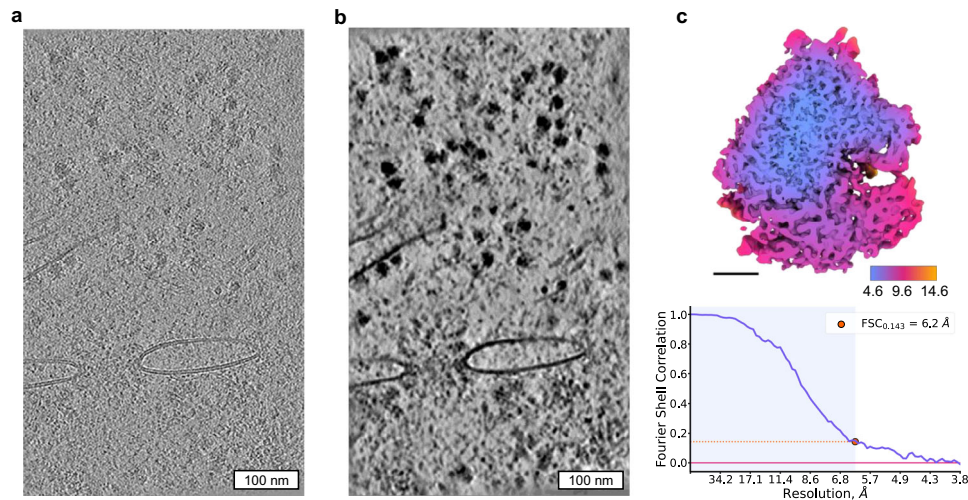 a
b
c
100 nm
100 nm
4.6 9.6 14.6
FSC0.143 = 6.2 Å
Fourier Shell Correlation
1.0
0.8
0.6
0.4
0.2
0.0
34.2 17.1 11.4 8.6 6.8 5.7 4.9 4.3 3.8
Resolution, Å